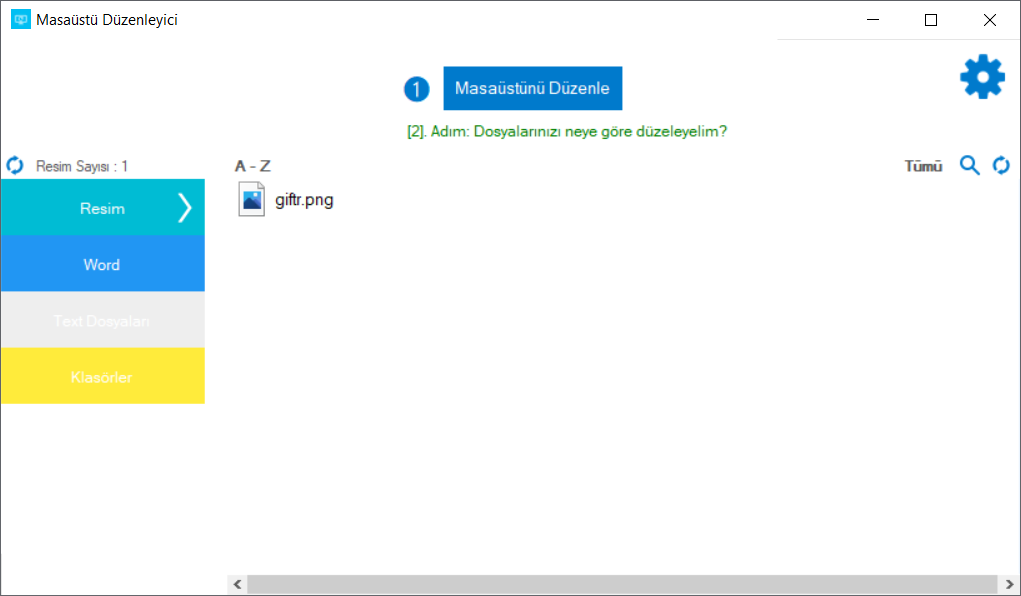 Masaüstü Düzenleyici
1 Masaüstünü Düzenle
[2]. Adım: Dosyalarınızı neye göre düzeleyelim?
Resim Sayısı : 1
A - Z
Tümü
Resim
giftr.png
Word
Text Dosyaları
Klasörler